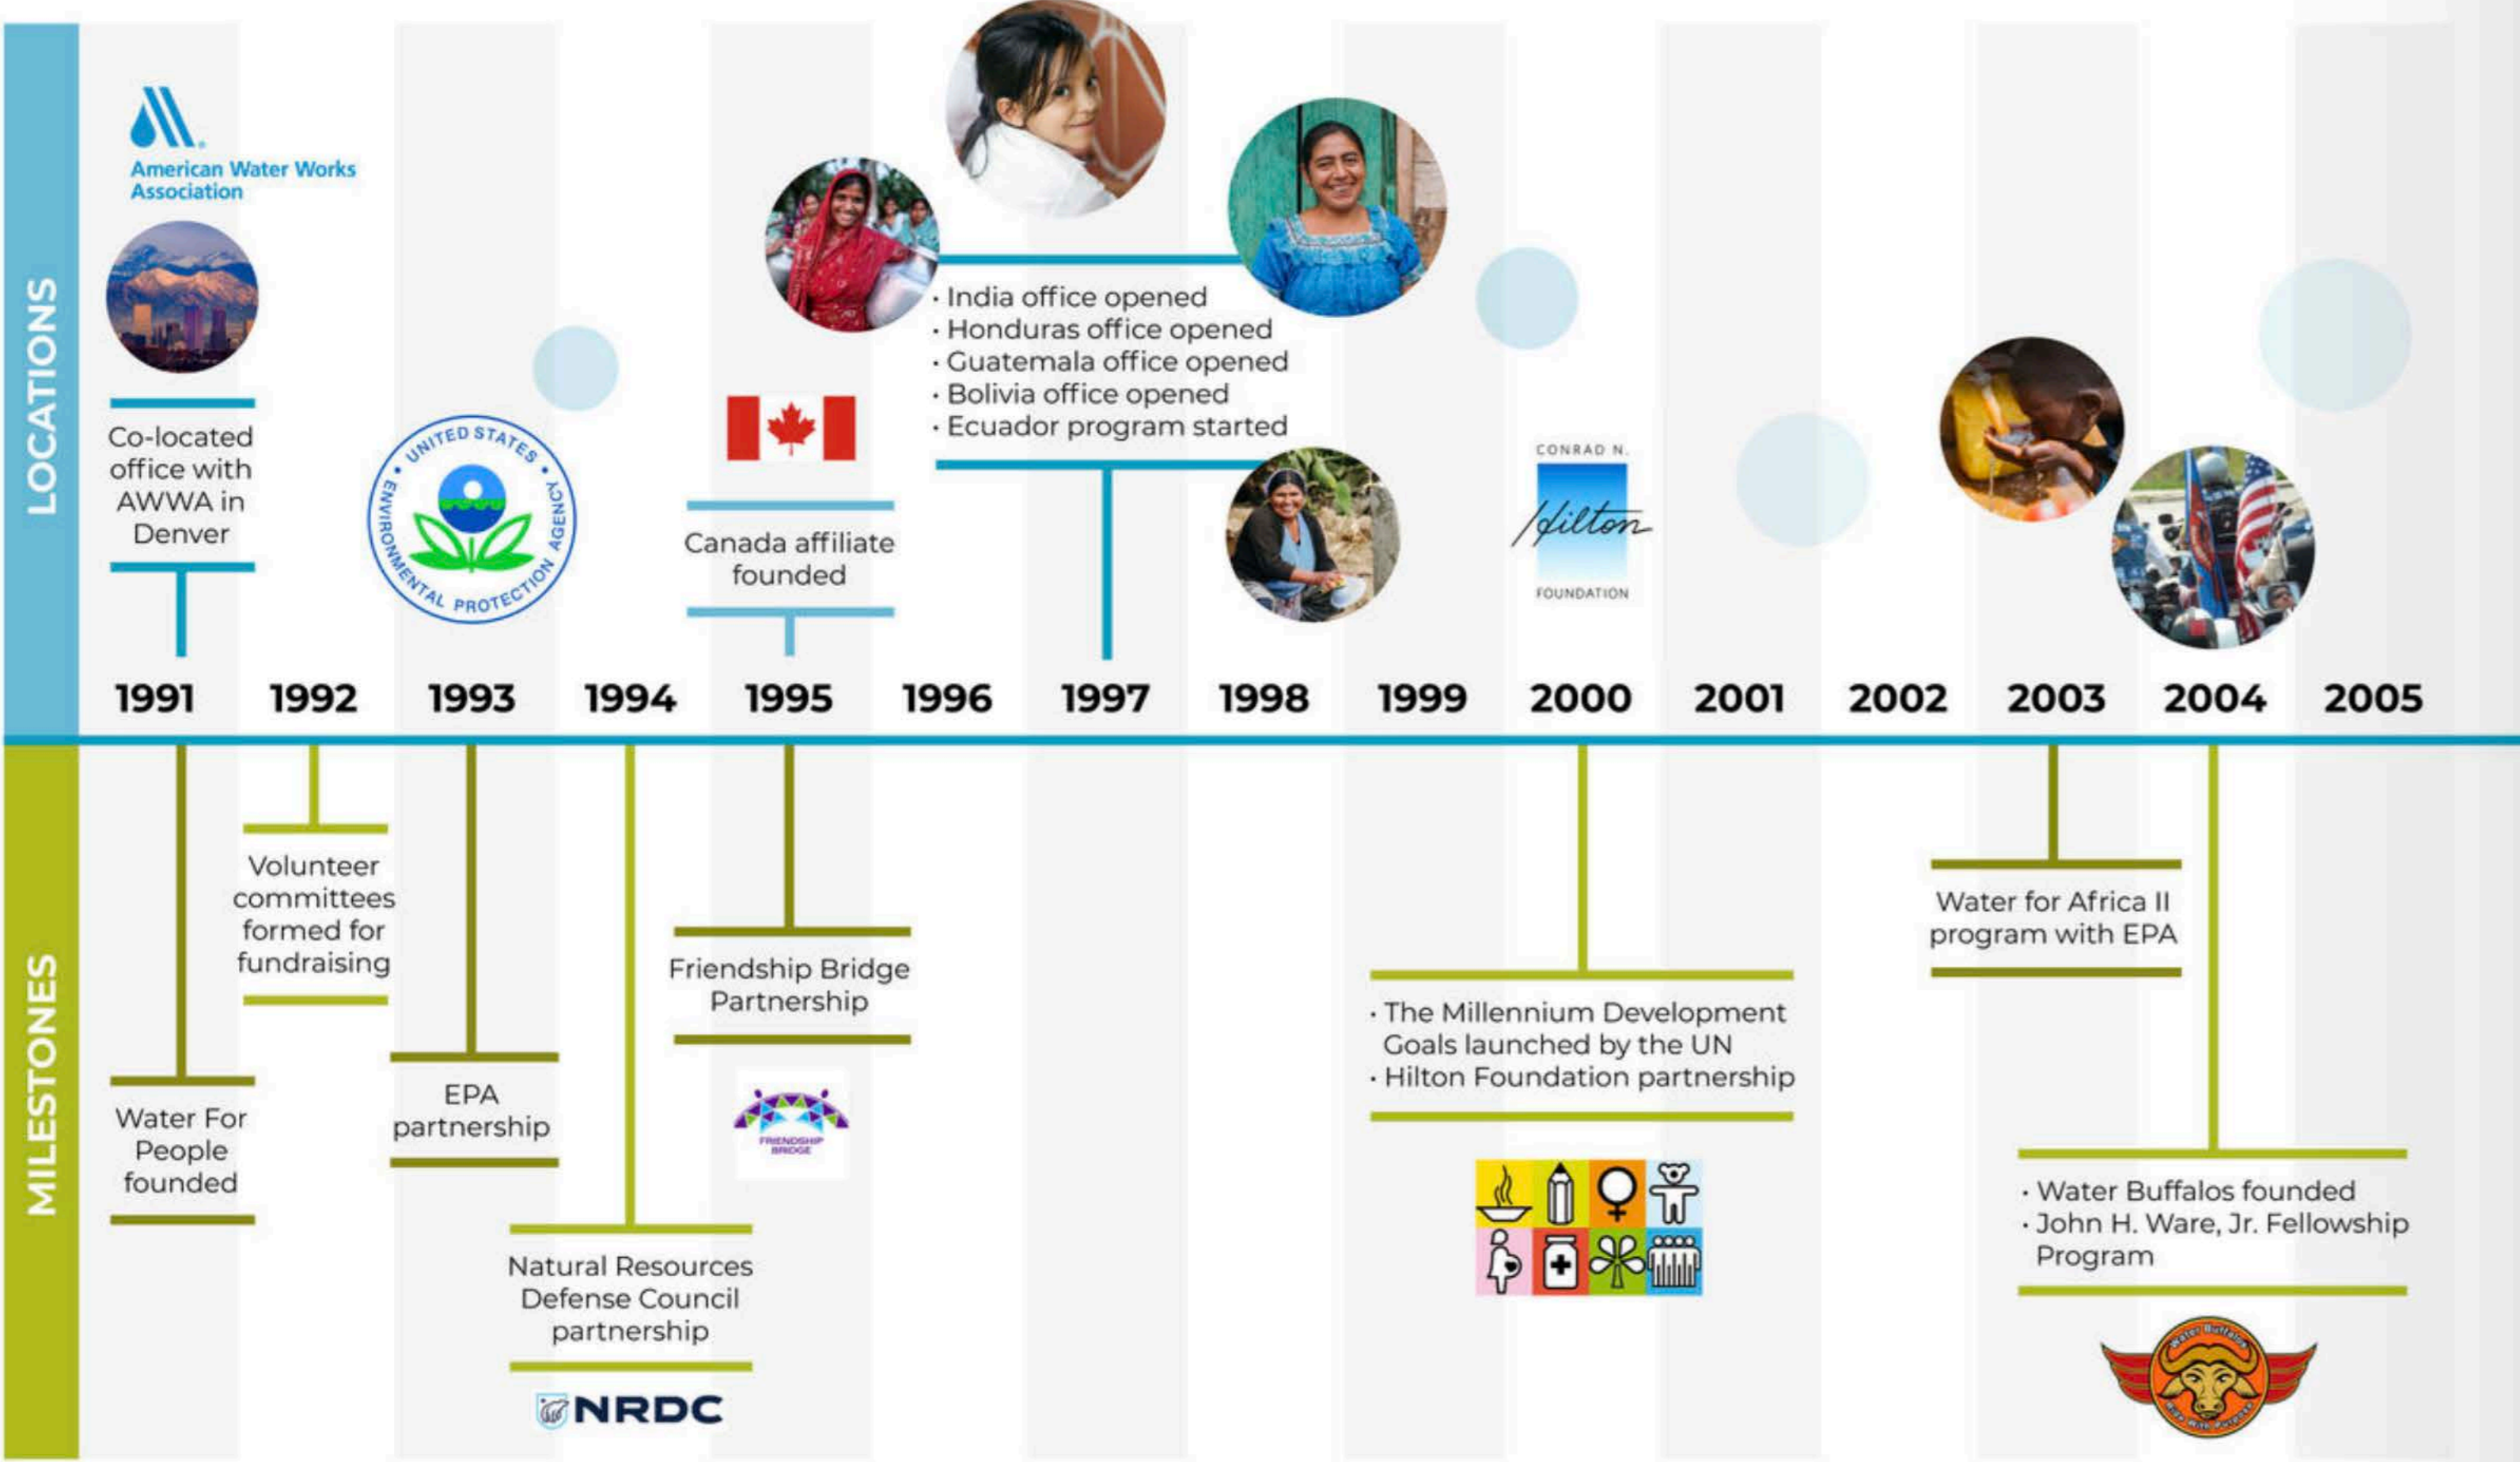 LOCATIONS
American Water Works
Association
Co-located
office with
AWWA in
Denver
UNITED STATES
ENVIRONMENTAL PROTECTION AGENCY
Canada affiliate
founded
· India office opened
· Honduras office opened
· Guatemala office opened
· Bolivia office opened
· Ecuador program started
CONRAD N.
Hilton
FOUNDATION
1991 1992 1993 1994 1995 1996 1997 1998 1999 2000 2001 2002 2003 2004 2005
MILESTONES
Water For
People
founded
Volunteer
committees
formed for
fundraising
EPA
partnership
Natural Resources
Defense Council
partnership
NRDC
Friendship Bridge
Partnership
FRIENDSHIP
BRIDGE
· The Millennium Development
Goals launched by the UN
· Hilton Foundation partnership
Water for Africa II
program with EPA
· Water Buffalos founded
· John H. Ware, Jr. Fellowship
Program
Water Buffalo
Ride With Purpose